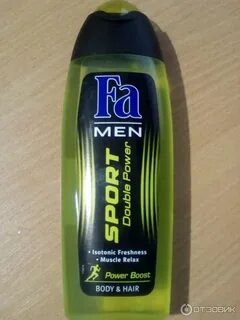 Fa
MEN
SPORT
Double Power
• Isotonic Freshness
• Muscle Relax
Power Boost
BODY & HAIR
ОТЗОВИК